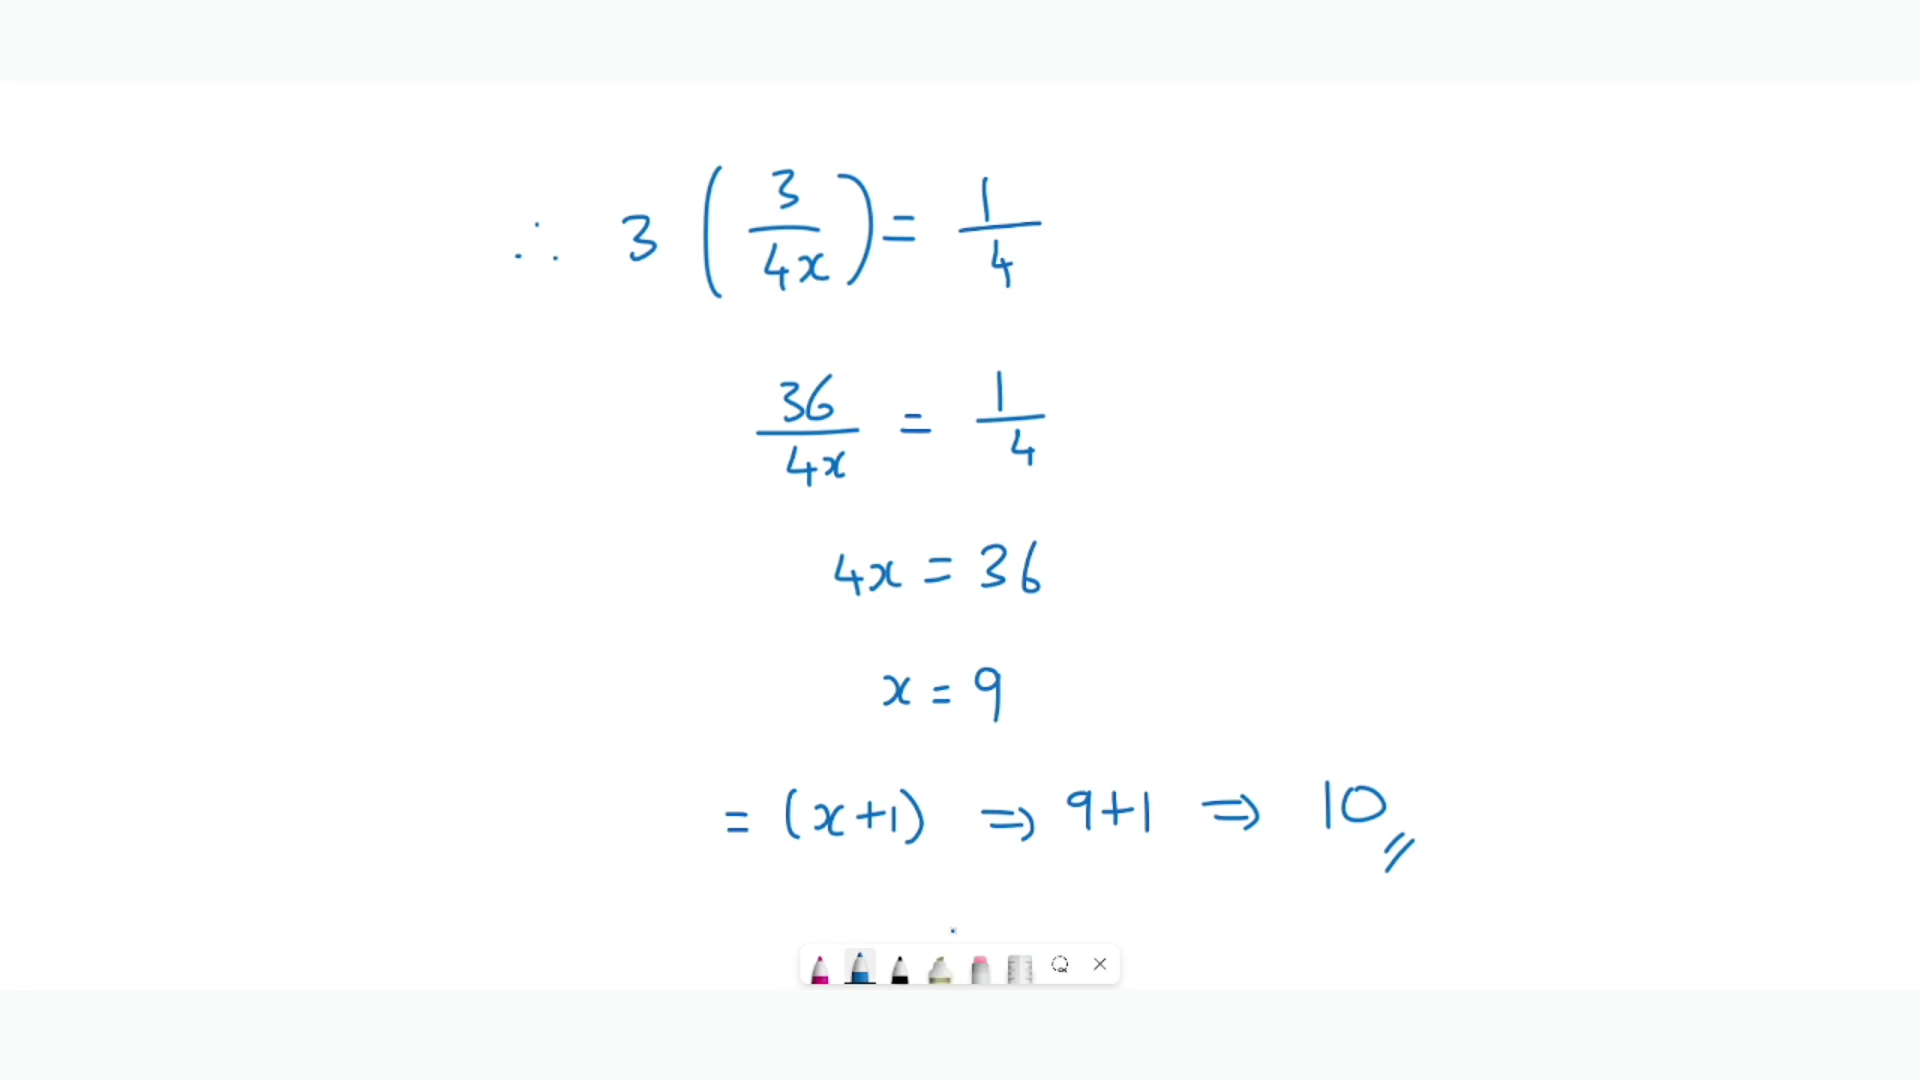 ∴ 3 (3/4x) = 1/4
36/4x = 1/4
4x = 36
x = 9
= (x+1) ⇒ 9+1 ⇒ 10